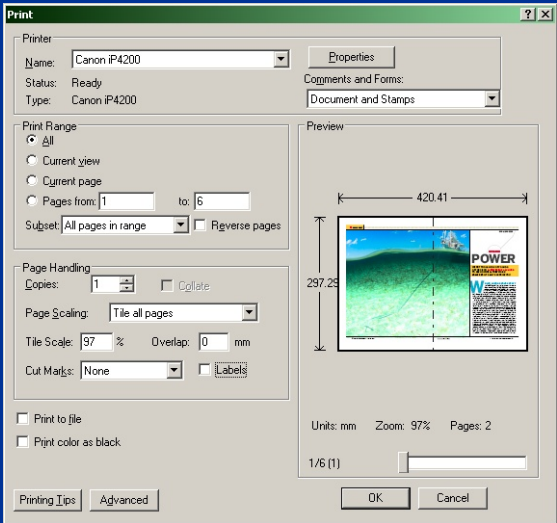 Print
Printer
Name: Canon iP4200
Properties
Status: Ready
Comments and Forms:
Type: Canon iP4200
Document and Stamps
Print Range
All
Current view
Current page
Pages from: 1 to: 6
Subset: All pages in range Reverse pages
Page Handling
Copies: 1 Collate
Page Scaling: Tile all pages
Tile Scale: 97 % Overlap: 0 mm
Cut Marks: None Labels
Print to file
Print color as black
Printing Tips Advanced
Preview
420.41
297.29
POWER
W
Units: mm Zoom: 97% Pages: 2
1/6 (1)
OK Cancel